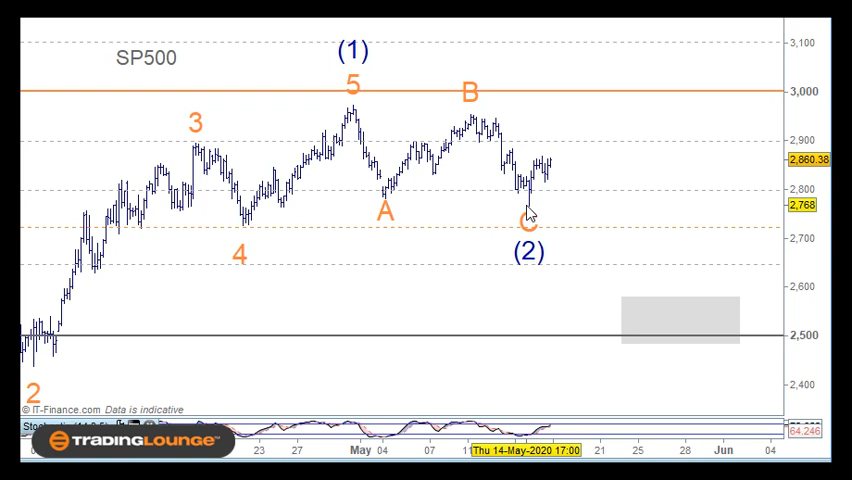 SP500
(1)
5
3
B
4
A
C
(2)
2
3,100
3,000
2,900
2,860.38
2,800
2,768
2,700
2,600
2,500
2,400
© IT-Finance.com Data is indicative
Stochastic
64.246
TRADINGLOUNGE™
23
27
May
04
07
Thu 14-May-2020 17:00
21
25
28
Jun
04